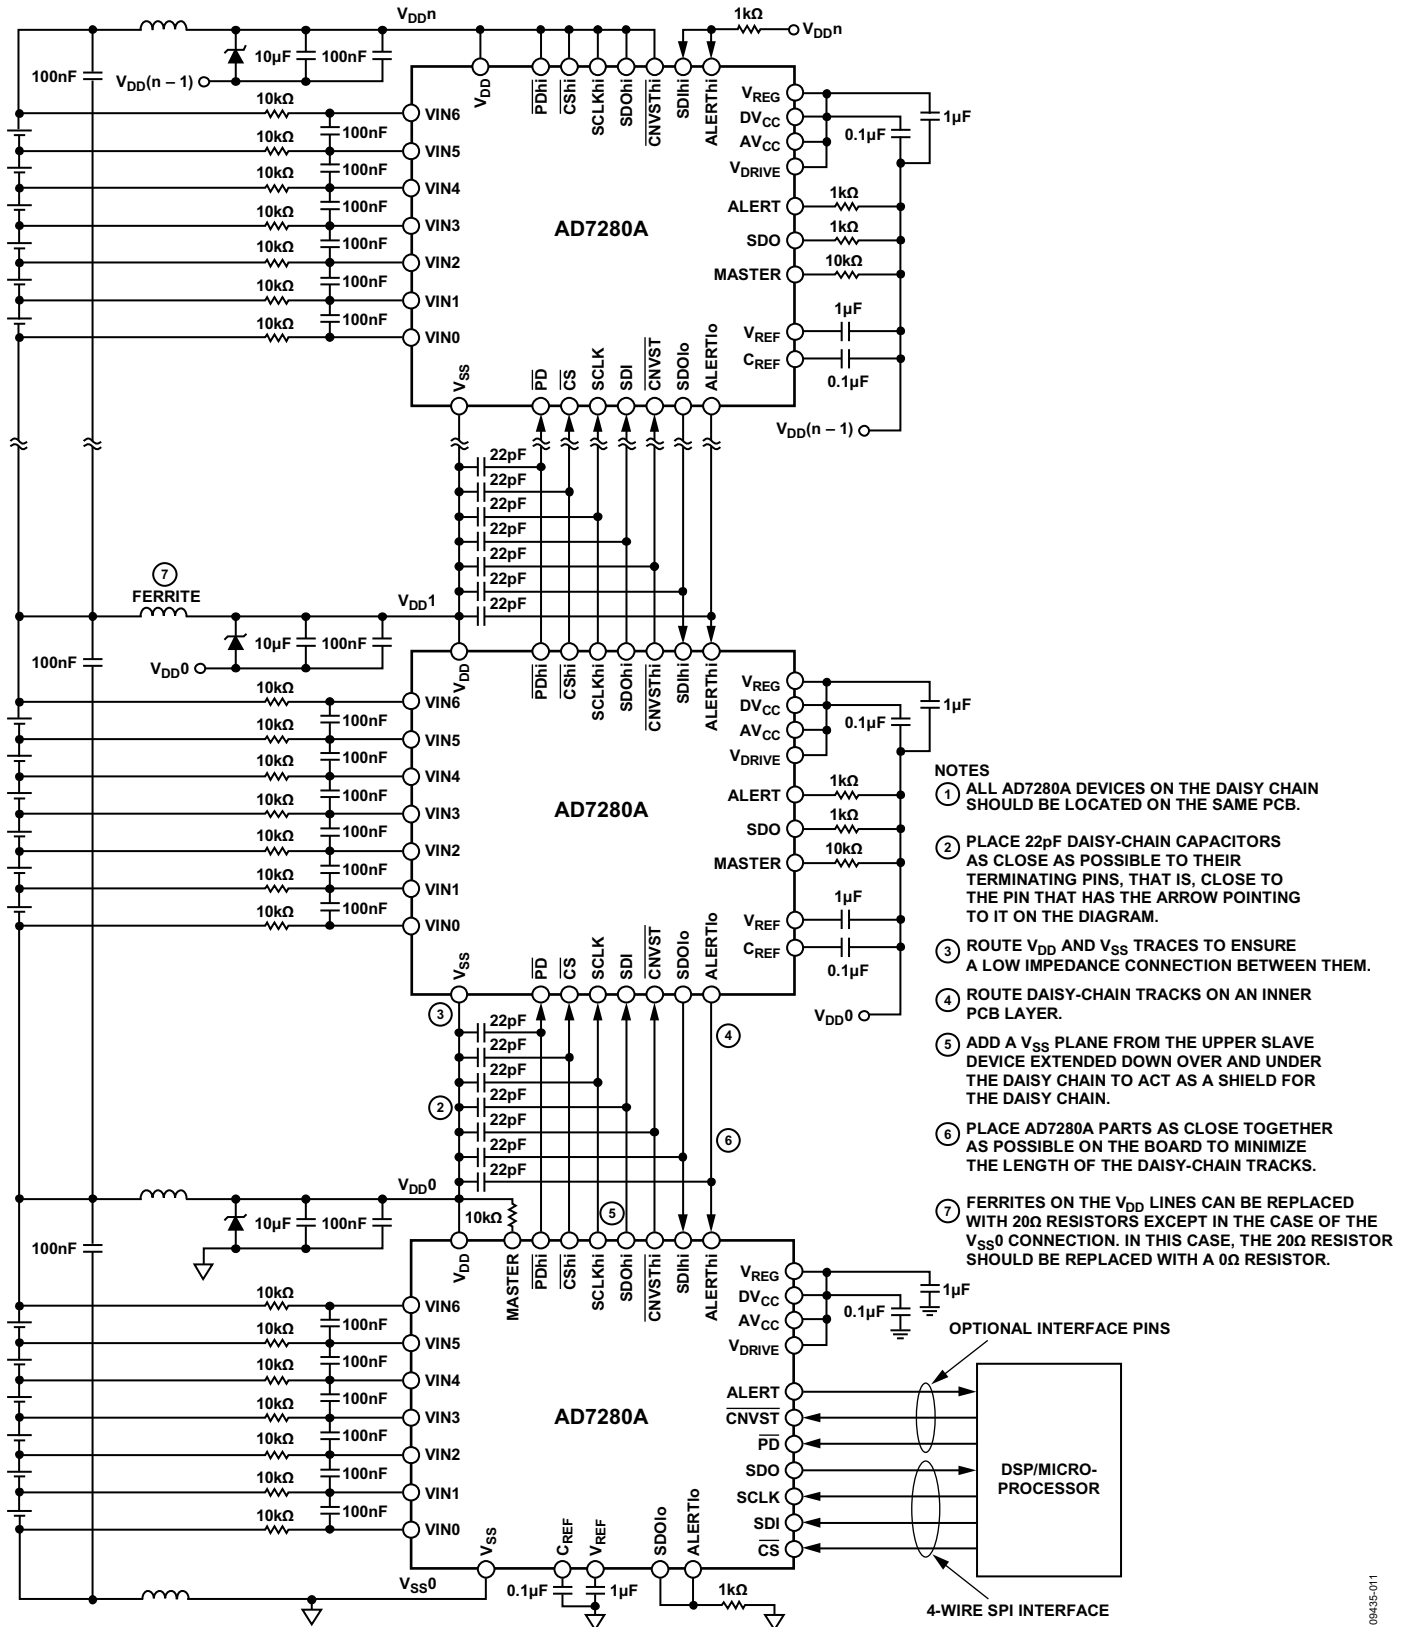 VDDn
1kΩ
VDDn
100nF
10µF
100nF
VDD(n – 1)
VDD
PDhi
CShi
SCLKhi
SDOhi
CNVSThi
SDIhi
ALERThi
10kΩ
VIN6
100nF
10kΩ
VIN5
100nF
10kΩ
VIN4
100nF
10kΩ
VIN3
100nF
10kΩ
VIN2
100nF
10kΩ
VIN1
100nF
10kΩ
VIN0
AD7280A
VREG
DVCC
AVCC
VDRIVE
0.1µF
1µF
ALERT
1kΩ
SDO
1kΩ
MASTER
10kΩ
VREF
1µF
CREF
0.1µF
VDD(n – 1)
VSS
PD
CS
SCLK
SDI
CNVST
SDOlo
ALERTlo
22pF
22pF
22pF
22pF
22pF
22pF
22pF
7
FERRITE
VDD1
100nF
10µF
100nF
VDD0
VDD
PDhi
CShi
SCLKhi
SDOhi
CNVSThi
SDIhi
ALERThi
10kΩ
VIN6
100nF
10kΩ
VIN5
100nF
10kΩ
VIN4
100nF
10kΩ
VIN3
100nF
10kΩ
VIN2
100nF
10kΩ
VIN1
100nF
10kΩ
VIN0
AD7280A
VREG
DVCC
AVCC
VDRIVE
0.1µF
1µF
ALERT
1kΩ
SDO
1kΩ
MASTER
10kΩ
VREF
1µF
CREF
0.1µF
VDD0
VSS
PD
CS
SCLK
SDI
CNVST
SDOlo
ALERTlo
3
4
22pF
22pF
22pF
22pF
2
22pF
22pF
22pF
6
NOTES
1 ALL AD7280A DEVICES ON THE DAISY CHAIN
SHOULD BE LOCATED ON THE SAME PCB.
2 PLACE 22pF DAISY-CHAIN CAPACITORS
AS CLOSE AS POSSIBLE TO THEIR
TERMINATING PINS, THAT IS, CLOSE TO
THE PIN THAT HAS THE ARROW POINTING
TO IT ON THE DIAGRAM.
3 ROUTE VDD AND VSS TRACES TO ENSURE
A LOW IMPEDANCE CONNECTION BETWEEN THEM.
4 ROUTE DAISY-CHAIN TRACKS ON AN INNER
PCB LAYER.
5 ADD A VSS PLANE FROM THE UPPER SLAVE
DEVICE EXTENDED DOWN OVER AND UNDER
THE DAISY CHAIN TO ACT AS A SHIELD FOR
THE DAISY CHAIN.
6 PLACE AD7280A PARTS AS CLOSE TOGETHER
AS POSSIBLE ON THE BOARD TO MINIMIZE
THE LENGTH OF THE DAISY-CHAIN TRACKS.
7 FERRITES ON THE VDD LINES CAN BE REPLACED
WITH 20Ω RESISTORS EXCEPT IN THE CASE OF THE
VSS0 CONNECTION. IN THIS CASE, THE 20Ω RESISTOR
SHOULD BE REPLACED WITH A 0Ω RESISTOR.
VDD0
10kΩ
5
100nF
10µF
100nF
VDD
MASTER
PDhi
CShi
SCLKhi
SDOhi
CNVSThi
SDIhi
ALERThi
10kΩ
VIN6
100nF
10kΩ
VIN5
100nF
10kΩ
VIN4
100nF
10kΩ
VIN3
100nF
10kΩ
VIN2
100nF
10kΩ
VIN1
100nF
10kΩ
VIN0
AD7280A
VREG
DVCC
AVCC
VDRIVE
0.1µF
1µF
OPTIONAL INTERFACE PINS
ALERT
CNVST
PD
SDO
SCLK
SDI
CS
DSP/MICRO-
PROCESSOR
4-WIRE SPI INTERFACE
VSS
CREF
VREF
SDOlo
ALERTlo
VSS0
0.1µF
1µF
1kΩ
09435-011